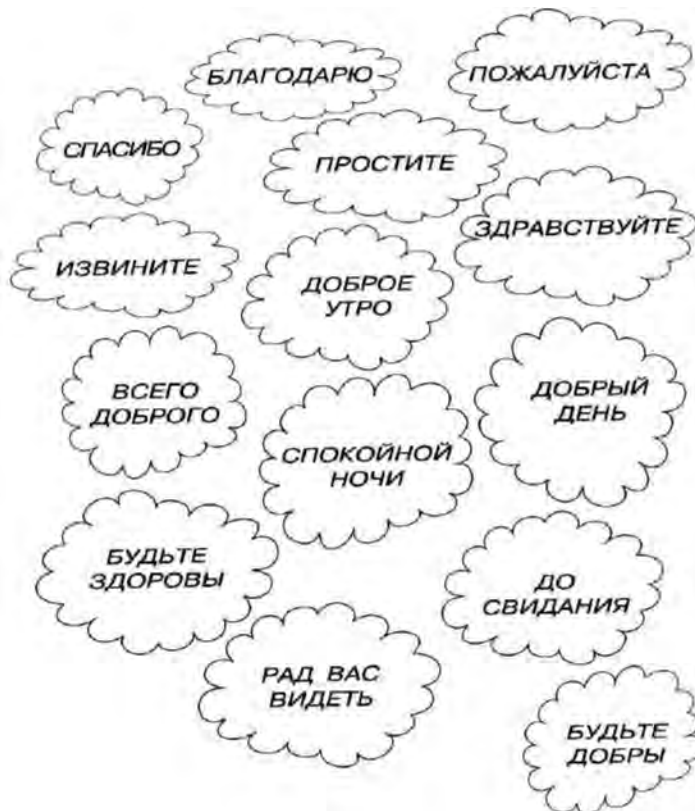 БЛАГОДАРЮ
ПОЖАЛУЙСТА
СПАСИБО
ПРОСТИТЕ
ЗДРАВСТВУЙТЕ
ИЗВИНИТЕ
ДОБРОЕ
УТРО
ВСЕГО
ДОБРОГО
ДОБРЫЙ
ДЕНЬ
СПОКОЙНОЙ
НОЧИ
БУДЬТЕ
ЗДОРОВЫ
ДО
СВИДАНИЯ
РАД ВАС
ВИДЕТЬ
БУДЬТЕ
ДОБРЫ